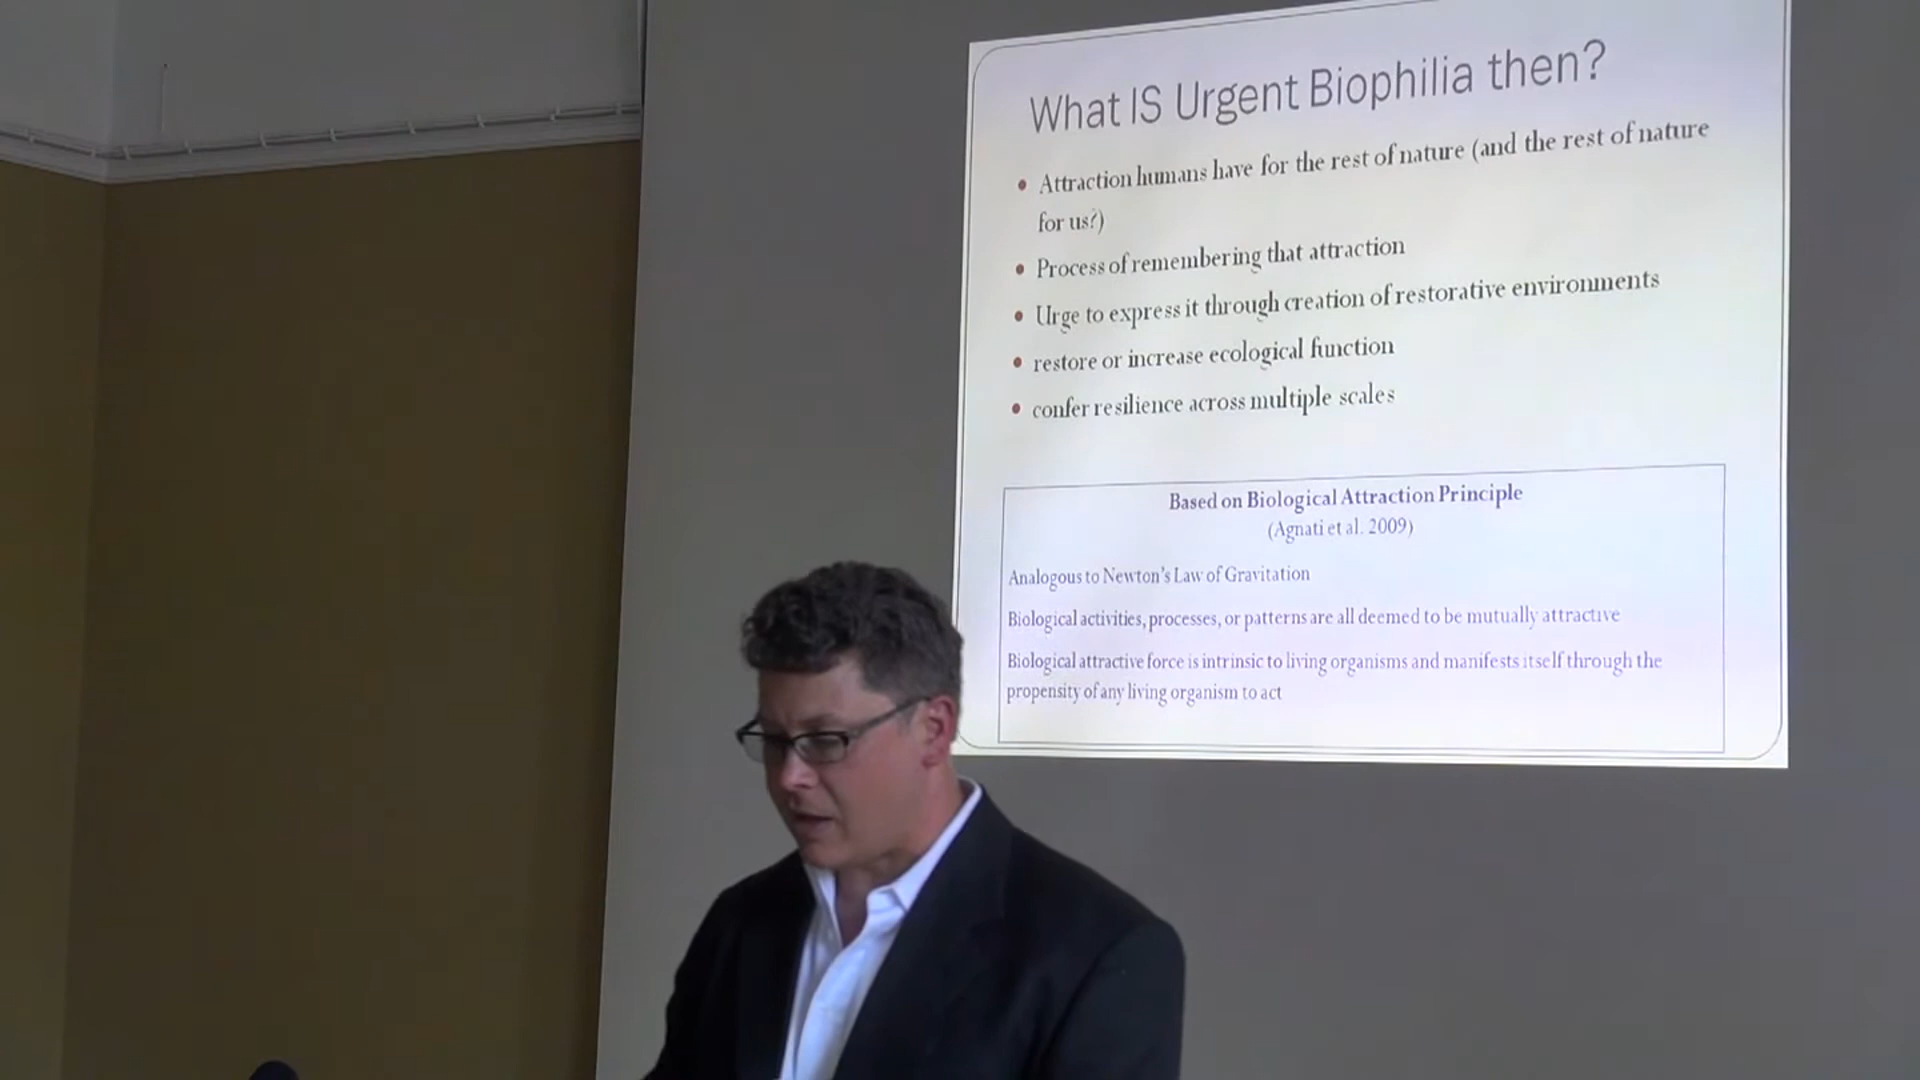 What IS Urgent Biophilia then?
• Attraction humans have for the rest of nature (and the rest of nature
for us?)
• Process of remembering that attraction
• Urge to express it through creation of restorative environments
• restore or increase ecological function
• confer resilience across multiple scales
Based on Biological Attraction Principle
(Agnati et al. 2009)
Analogous to Newton's Law of Gravitation
Biological activities, processes, or patterns are all deemed to be mutually attractive
Biological attractive force is intrinsic to living organisms and manifests itself through the
propensity of any living organism to act